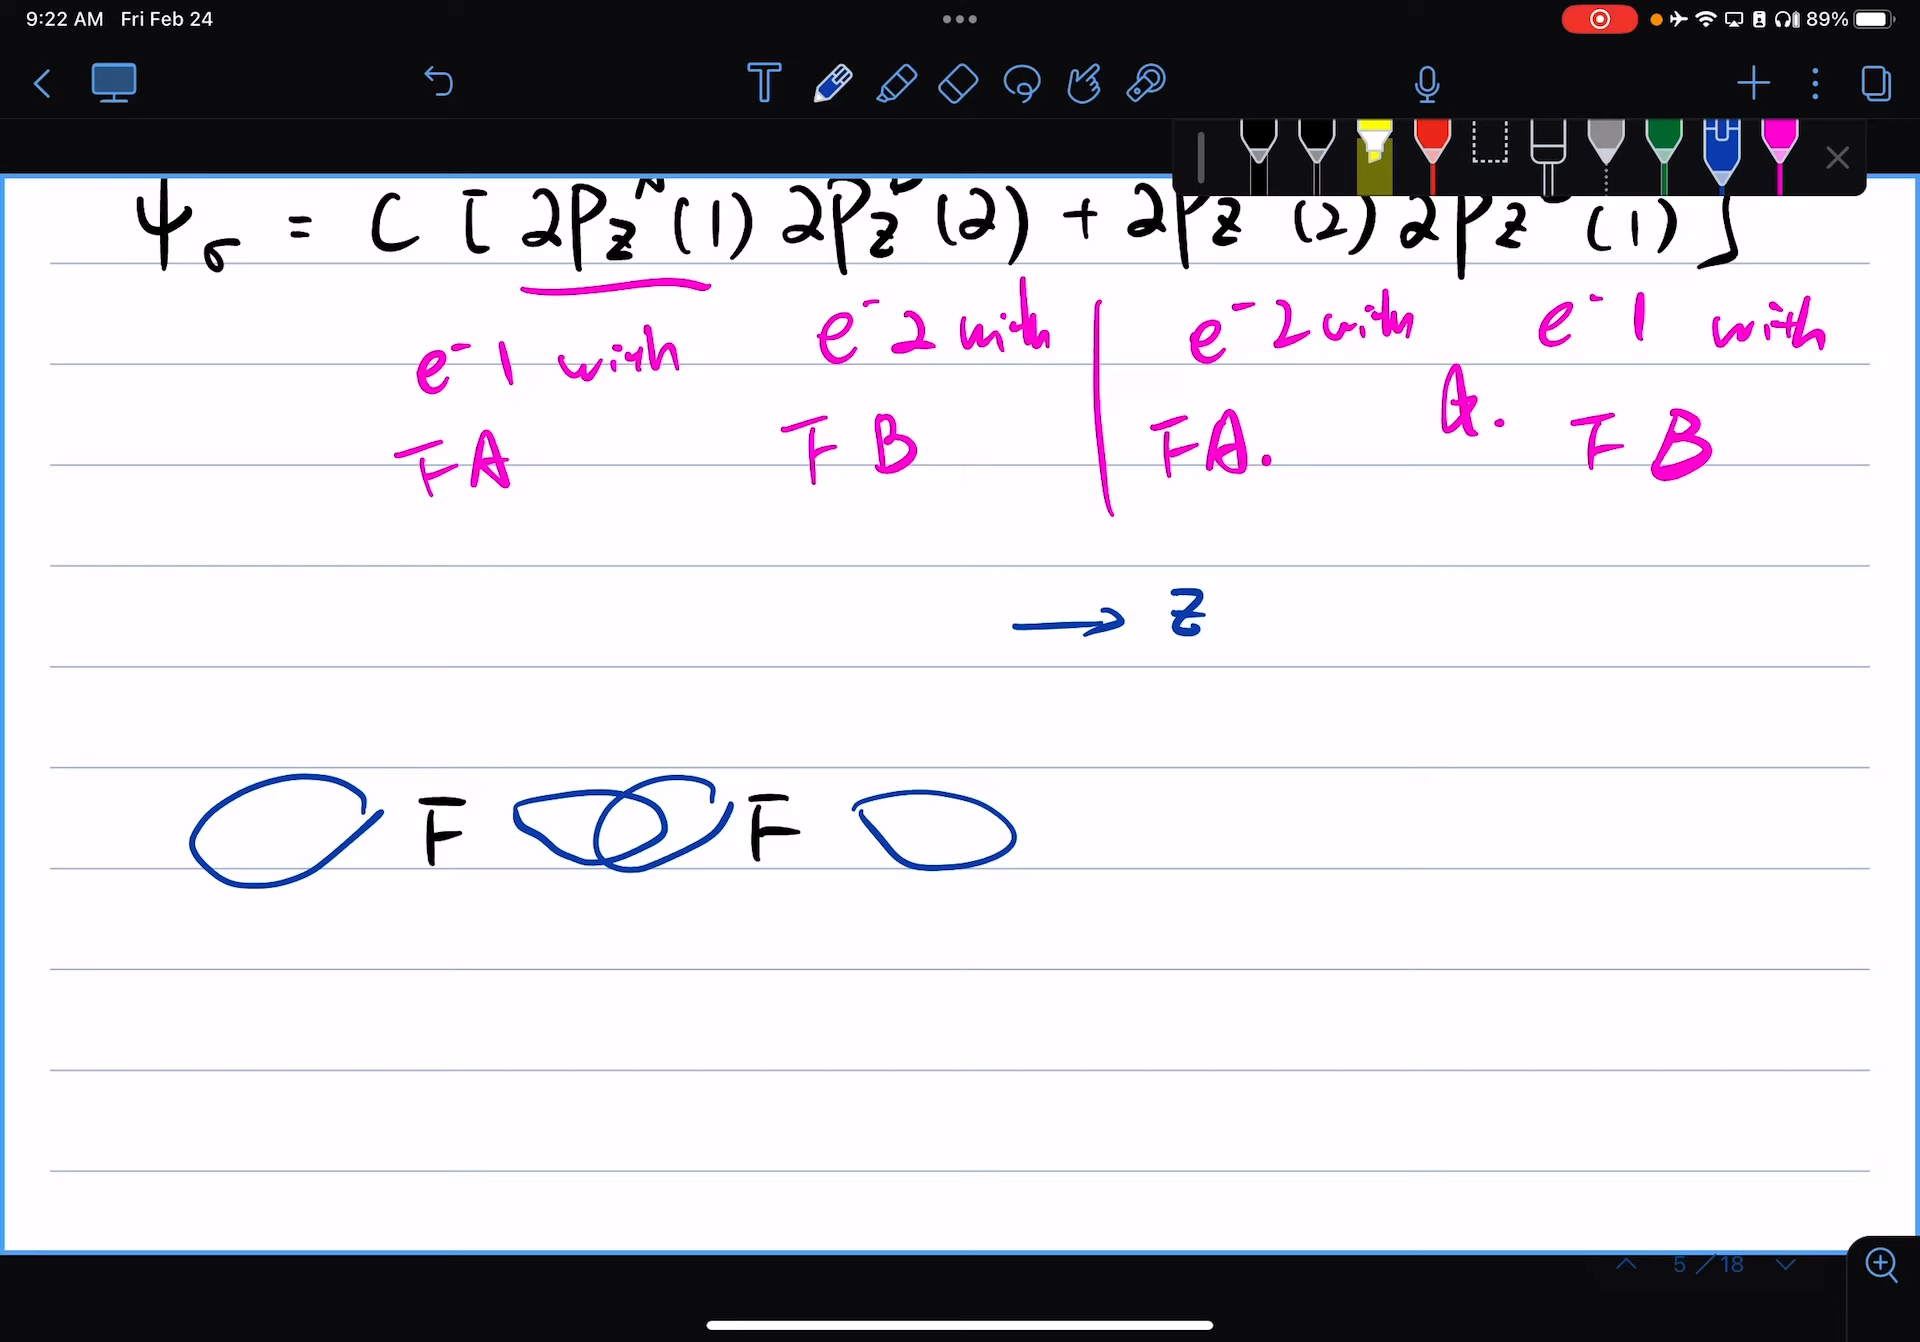 9:22 AM Fri Feb 24
89%
T
ψσ = C [ 2Pz^A(1) 2Pz^B(2) + 2Pz (2) 2Pz (1) ]
e⁻1 with e⁻2 with | e⁻2 with e⁻1 with
FA FB FA. &. FB
→ z
F F
5 / 18